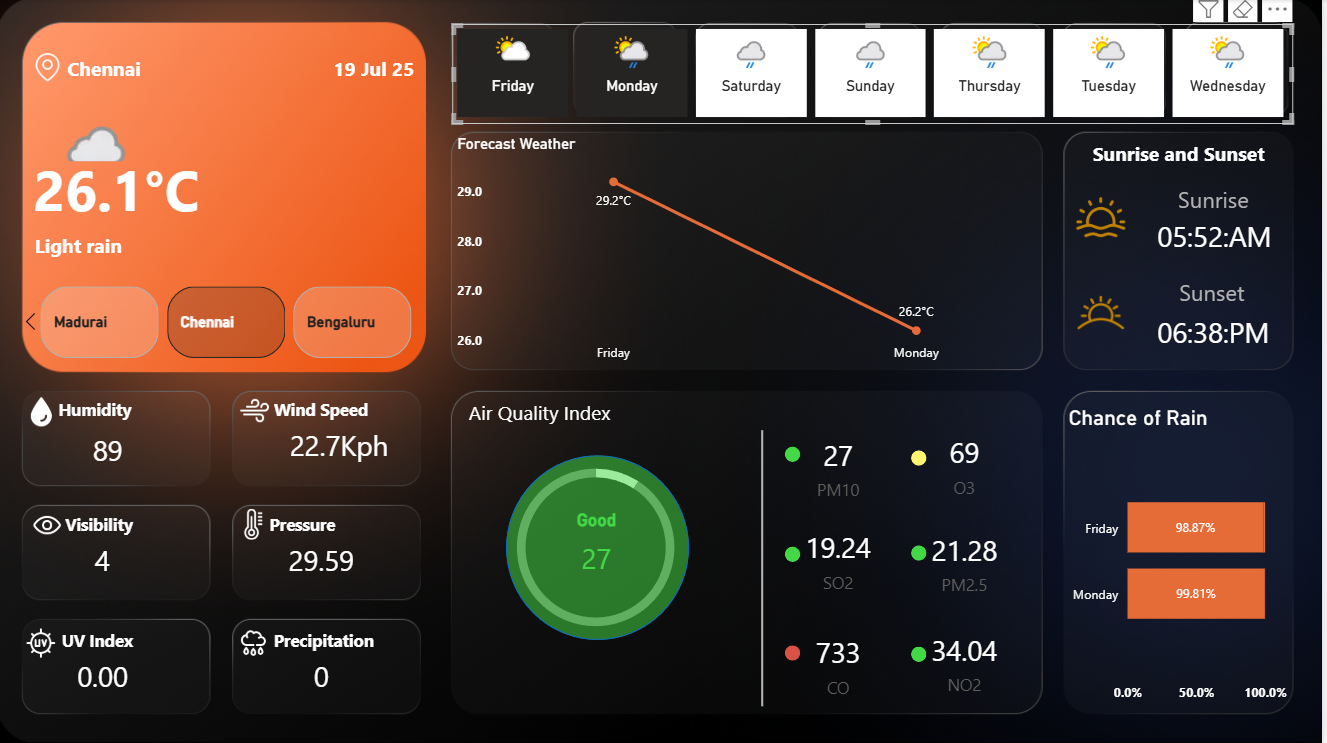 Chennai
19 Jul 25
26.1°C
Light rain
Madurai
Chennai
Bengaluru
Friday
Monday
Saturday
Sunday
Thursday
Tuesday
Wednesday
Forecast Weather
29.0
28.0
27.0
26.0
29.2°C
26.2°C
Friday
Monday
Sunrise and Sunset
Sunrise
05:52:AM
Sunset
06:38:PM
Humidity
89
Wind Speed
22.7Kph
Visibility
4
Pressure
29.59
UV
UV Index
0.00
Precipitation
0
Air Quality Index
Good
27
27
PM10
69
O3
19.24
SO2
21.28
PM2.5
733
CO
34.04
NO2
Chance of Rain
Friday
98.87%
Monday
99.81%
0.0%
50.0%
100.0%